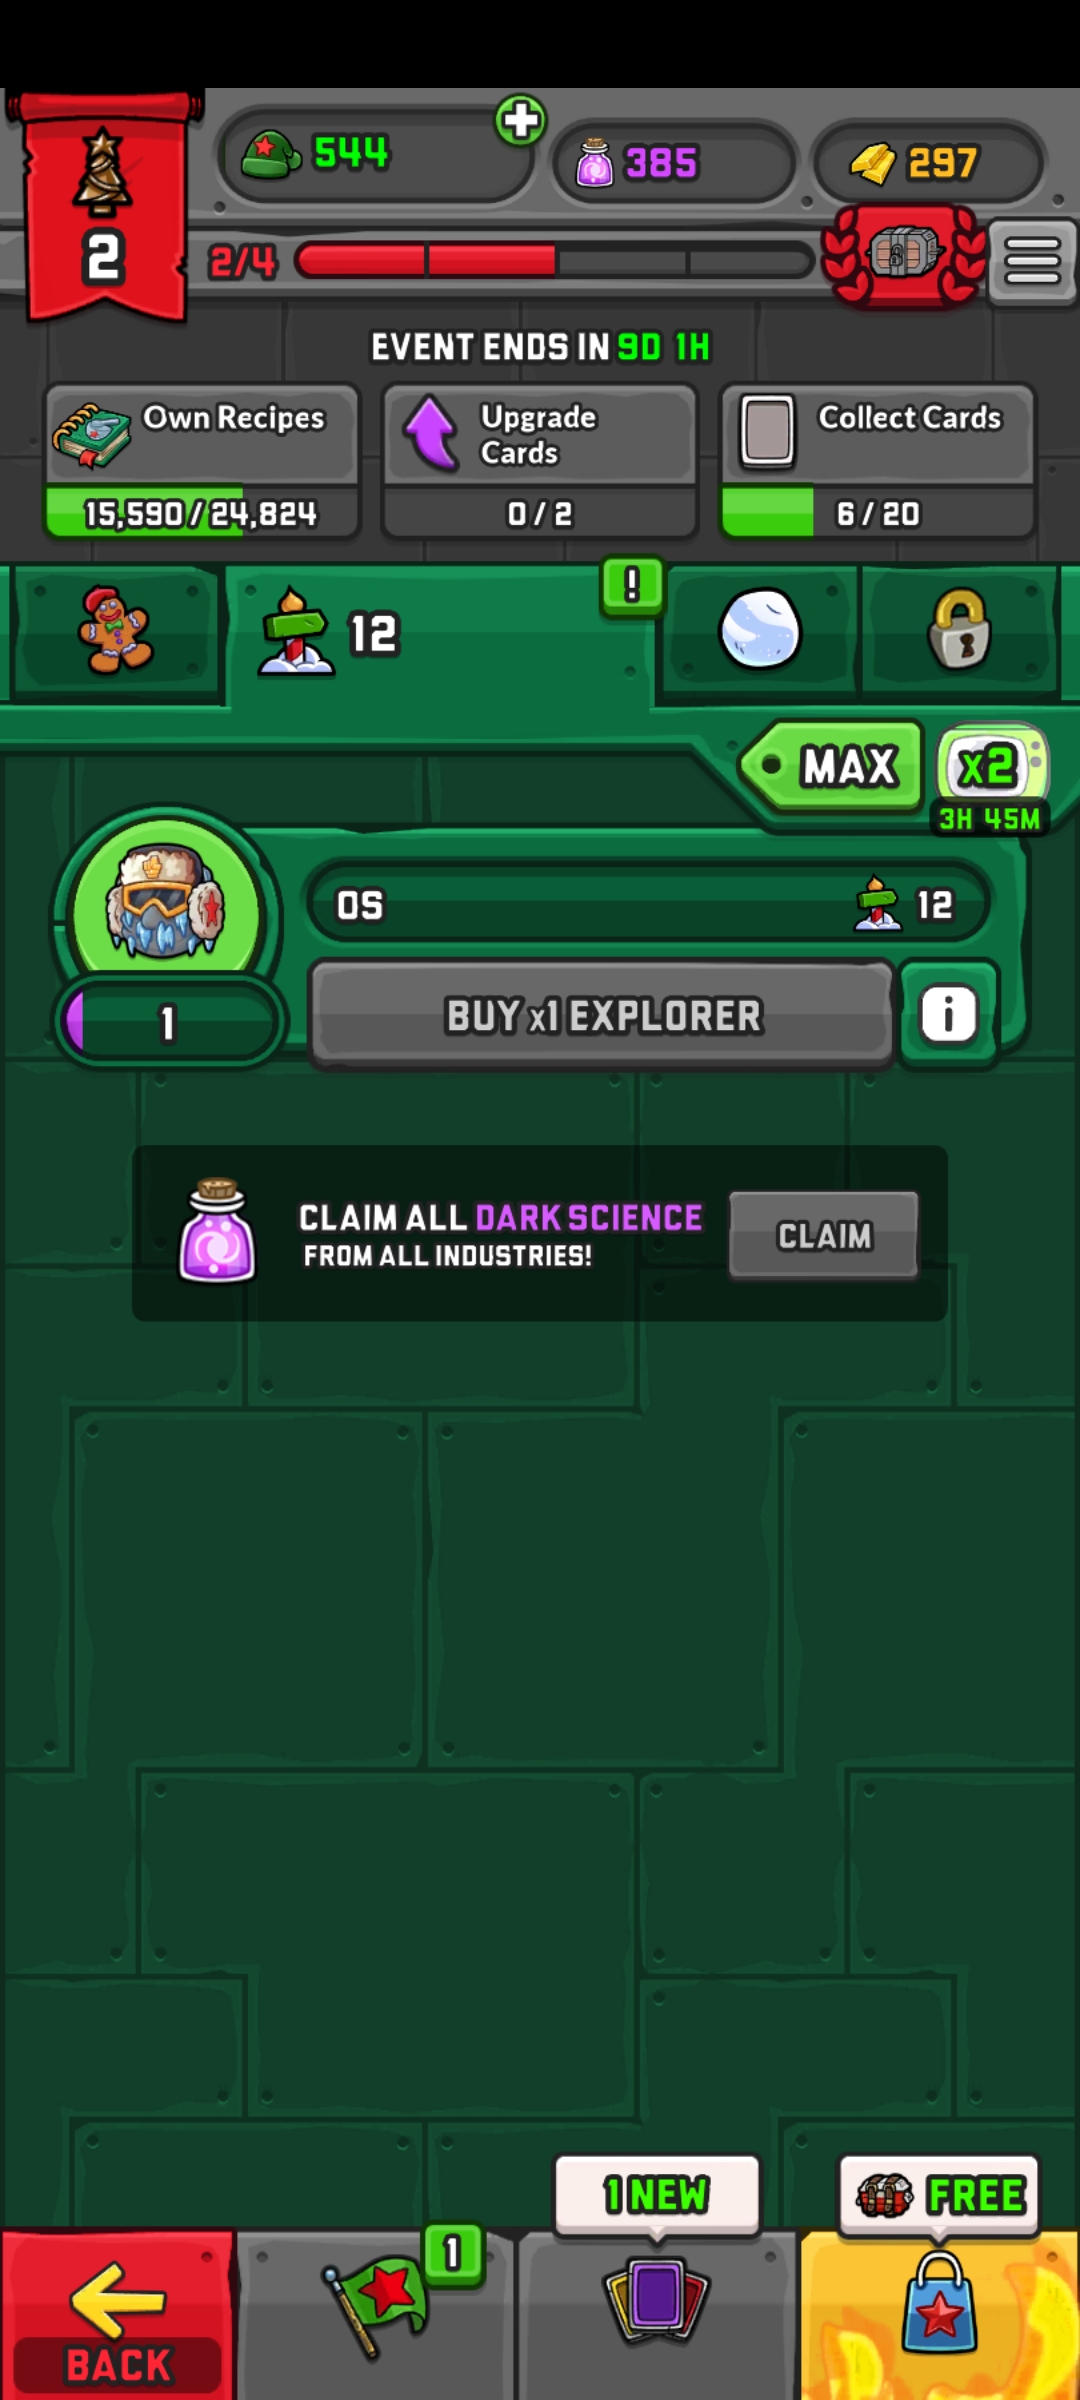 544
385
297
2
2/4
EVENT ENDS IN 9D 1H
Own Recipes
Upgrade
Cards
Collect Cards
15,590/24,824
0/2
6/20
!
12
MAX
x2
3H 45M
0S
12
1
BUY x1 EXPLORER
i
CLAIM ALL DARK SCIENCE
FROM ALL INDUSTRIES!
CLAIM
1 NEW
FREE
1
BACK